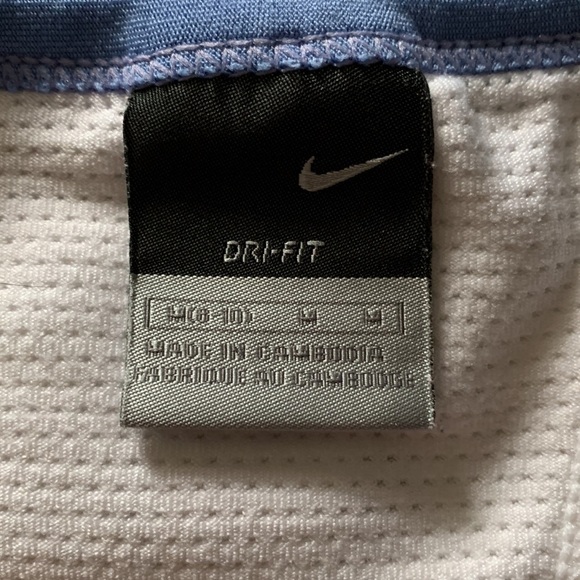 DRI-FIT
M(8-10) M M
MADE IN CAMBODIA
FABRIQUE AU CAMBODGE